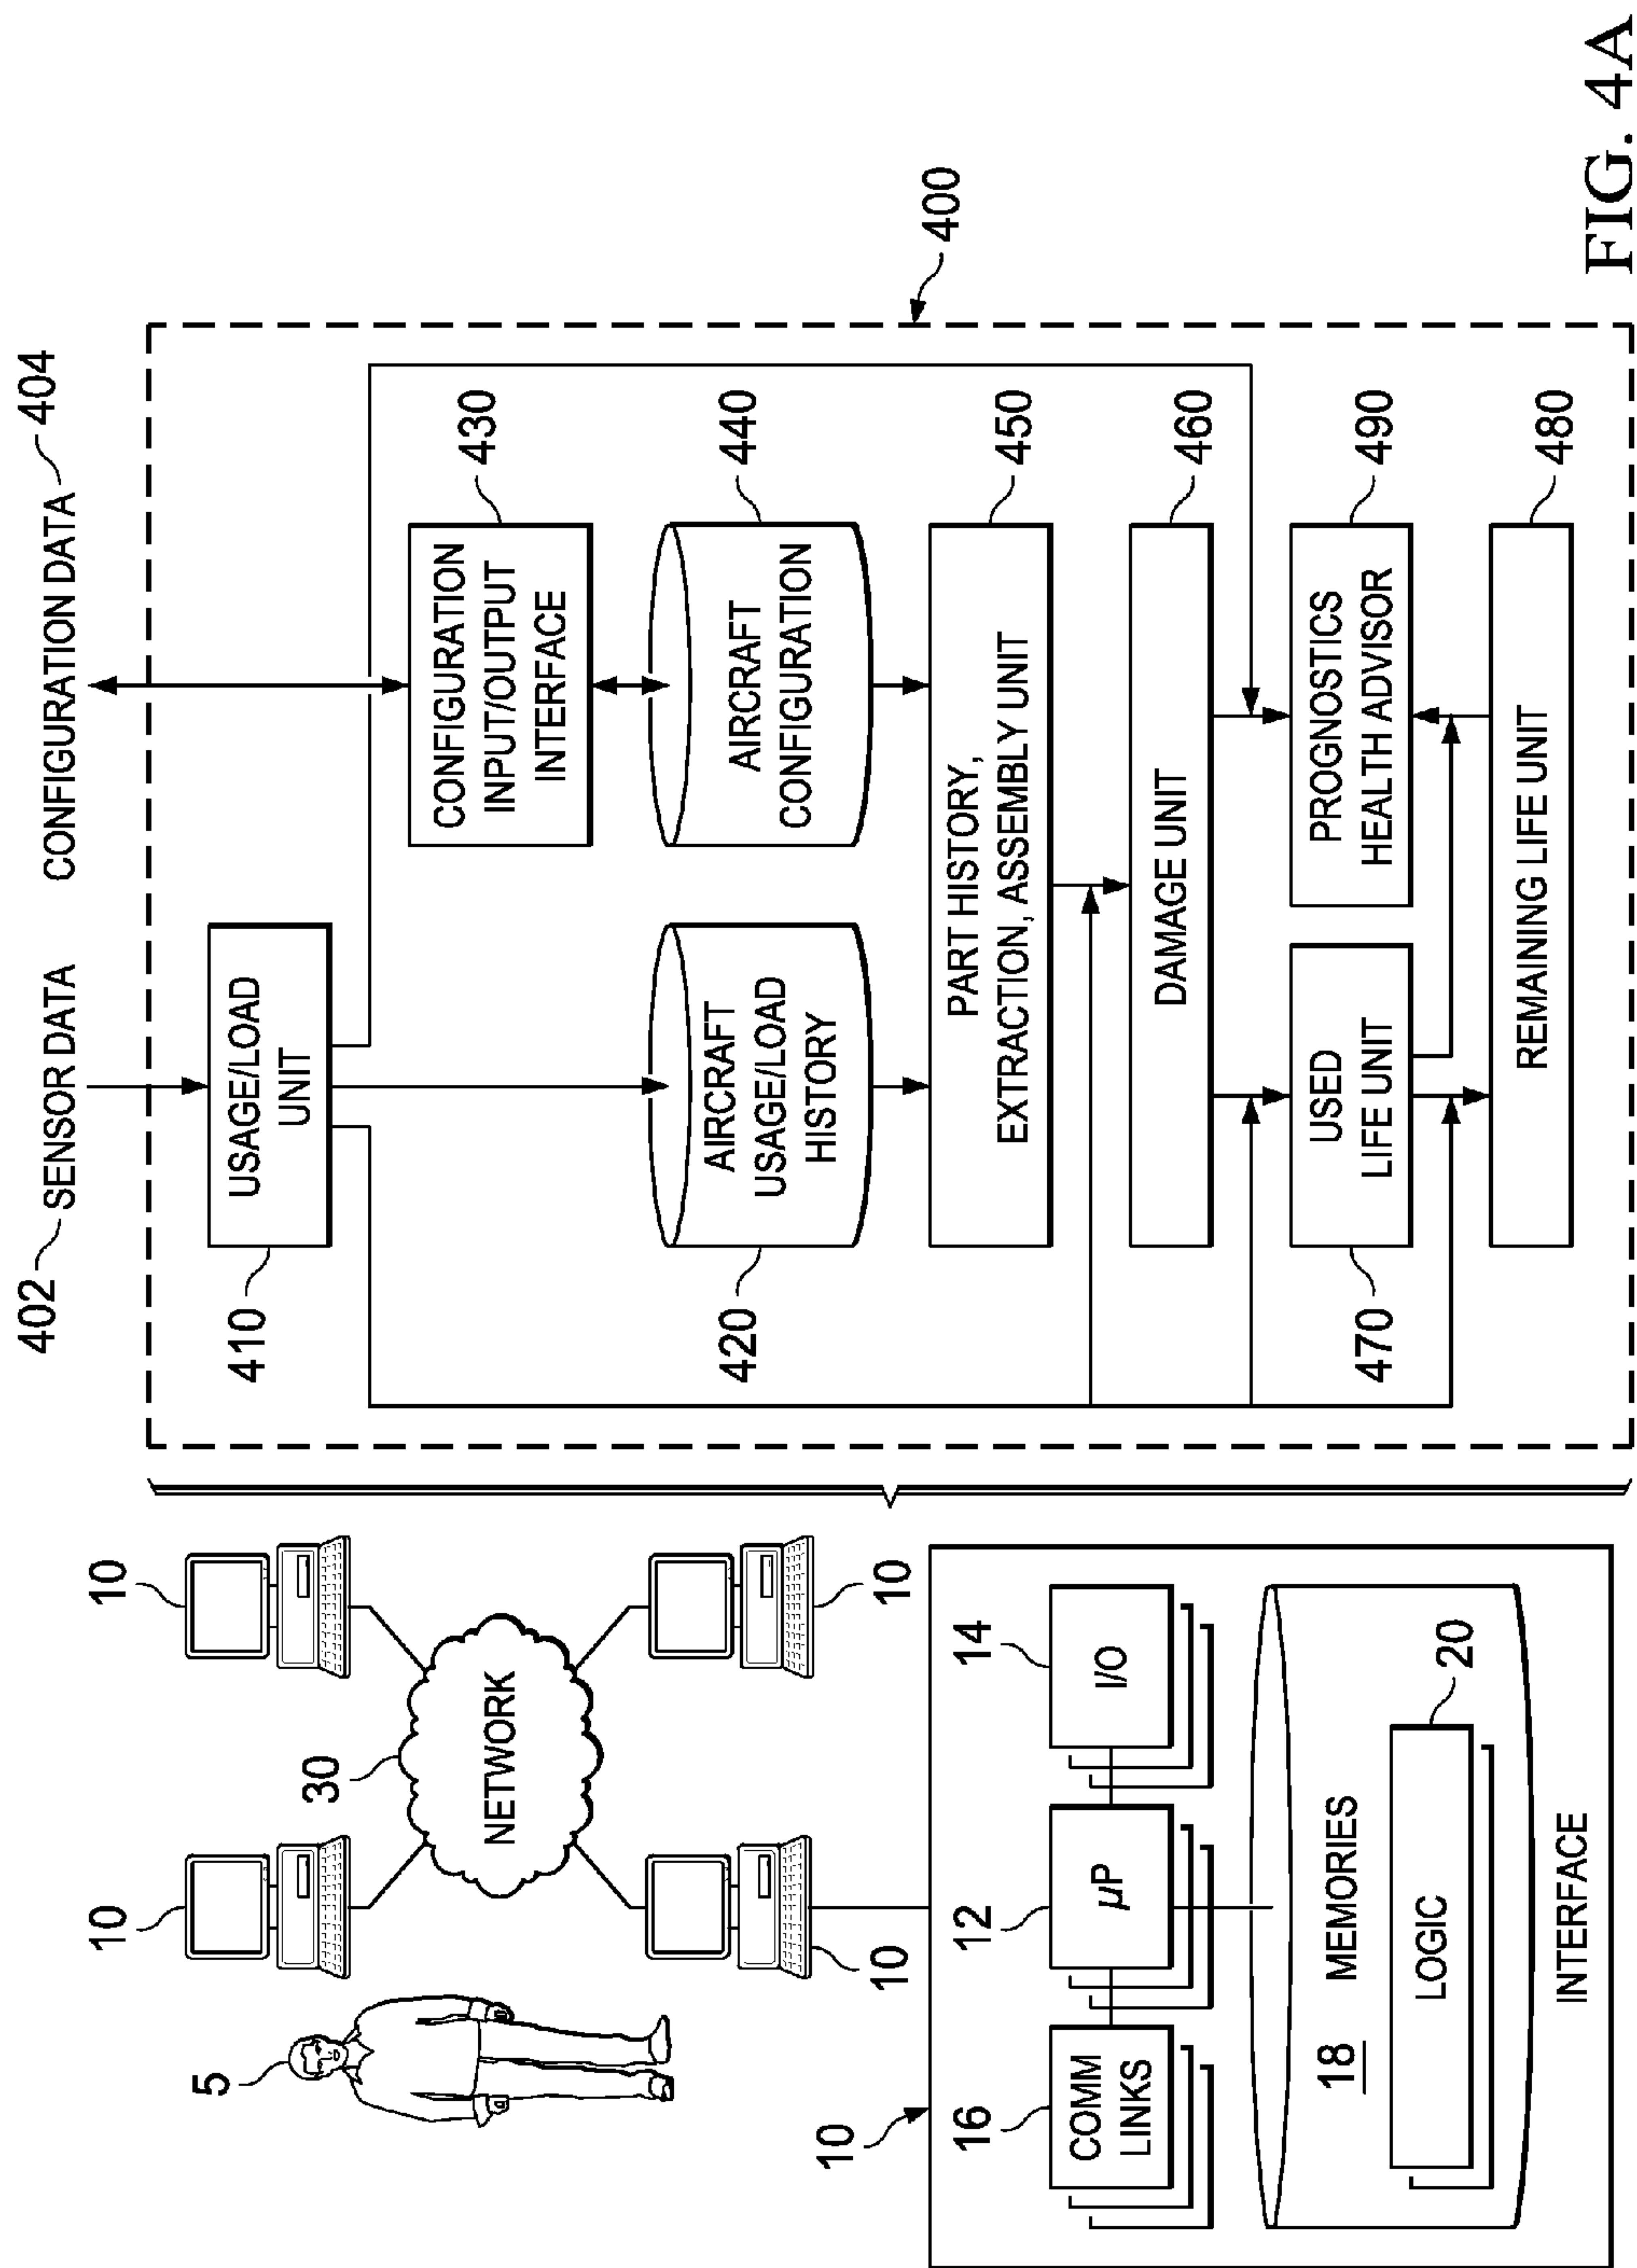 5
10
10
30
NETWORK
10
10
10
16
COMM
LINKS
12
µP
14
I/O
18
MEMORIES
20
LOGIC
INTERFACE
402
SENSOR DATA
CONFIGURATION DATA
404
400
410
USAGE/LOAD
UNIT
CONFIGURATION
INPUT/OUTPUT
INTERFACE
430
420
AIRCRAFT
USAGE/LOAD
HISTORY
AIRCRAFT
CONFIGURATION
440
PART HISTORY,
EXTRACTION, ASSEMBLY UNIT
450
DAMAGE UNIT
460
470
USED
LIFE UNIT
PROGNOSTICS
HEALTH ADVISOR
490
REMAINING LIFE UNIT
480
FIG. 4A